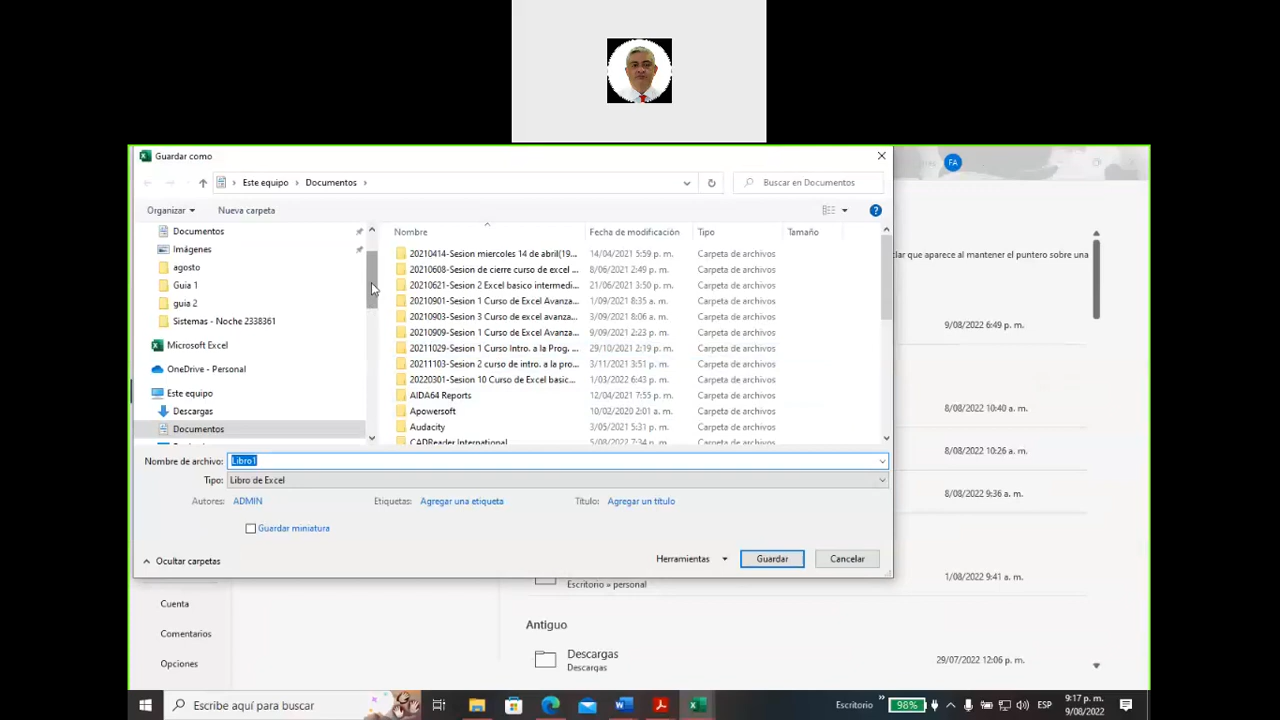 Guardar como
FA
Este equipo > Documentos >
Buscar en Documentos
Organizar
Nueva carpeta
Documentos
Imágenes
agosto
Guia 1
guia 2
Sistemas - Noche 2338361
Microsoft Excel
OneDrive - Personal
Este equipo
Descargas
Documentos
Nombre Fecha de modificación Tipo Tamaño
20210414-Sesion miercoles 14 de abril(19... 14/04/2021 5:59 p. m. Carpeta de archivos
20210608-Sesion de cierre curso de excel ... 8/06/2021 2:49 p. m. Carpeta de archivos
20210621-Sesion 2 Excel basico intermedi... 21/06/2021 3:50 p. m. Carpeta de archivos
20210901-Sesion 1 Curso de Excel Avanza... 1/09/2021 8:35 a. m. Carpeta de archivos
20210903-Sesion 3 Curso de excel avanza... 3/09/2021 8:06 a. m. Carpeta de archivos
20210909-Sesion 1 Curso de Excel Avanza... 9/09/2021 2:23 p. m. Carpeta de archivos
20211029-Sesion 1 Curso Intro. a la Prog. ... 29/10/2021 2:19 p. m. Carpeta de archivos
20211103-Sesion 2 curso de intro. a la pro... 3/11/2021 3:51 p. m. Carpeta de archivos
20220301-Sesion 10 Curso de Excel basic... 1/03/2022 6:43 p. m. Carpeta de archivos
AIDA64 Reports 12/04/2021 7:55 p. m. Carpeta de archivos
Apowersoft 10/02/2020 2:01 a. m. Carpeta de archivos
Audacity 3/05/2021 5:31 p. m. Carpeta de archivos
CADReader International 5/08/2022 7:34 p. m. Carpeta de archivos
Nombre de archivo: Libro1
Tipo: Libro de Excel
Autores: ADMIN Etiquetas: Agregar una etiqueta Título: Agregar un título
Guardar miniatura
Ocultar carpetas
Herramientas
Guardar
Cancelar
lar que aparece al mantener el puntero sobre una
9/08/2022 6:49 p. m.
8/08/2022 10:40 a. m.
8/08/2022 10:26 a. m.
8/08/2022 9:36 a. m.
Escritorio » personal
1/08/2022 9:41 a. m.
Cuenta
Comentarios
Opciones
Antiguo
Descargas
Descargas
29/07/2022 12:06 p. m.
Escribe aquí para buscar
Escritorio
98%
ESP
9:17 p. m.
9/08/2022